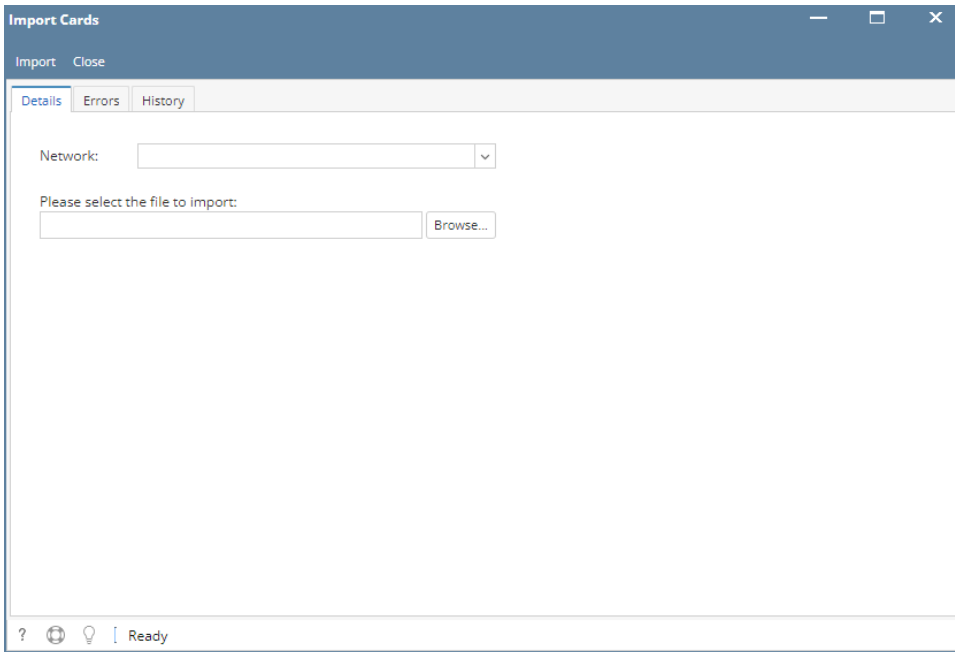 Import Cards
Import Close
Details Errors History
Network:
Please select the file to import:
Browse...
? Ready